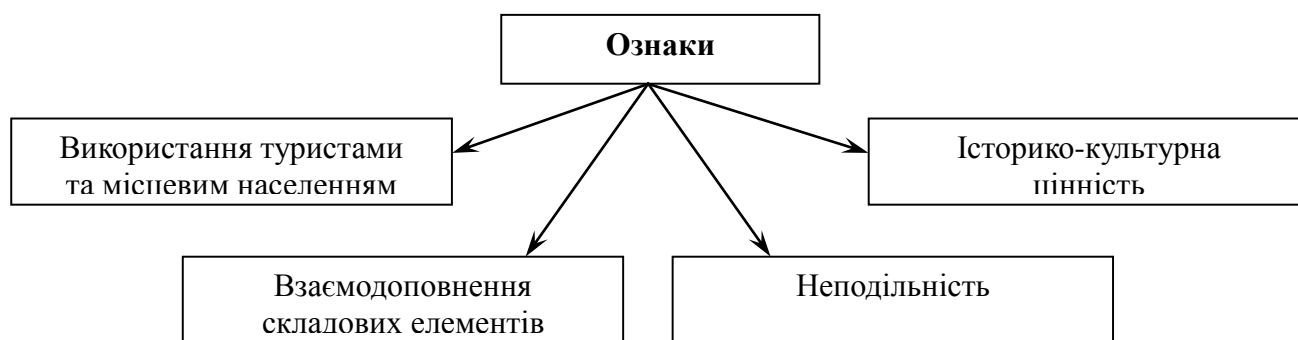 Ознаки
Використання туристами
та місцевим населенням
Історико-культурна
цінність
Взаємодоповнення
складових елементів
Неподільність